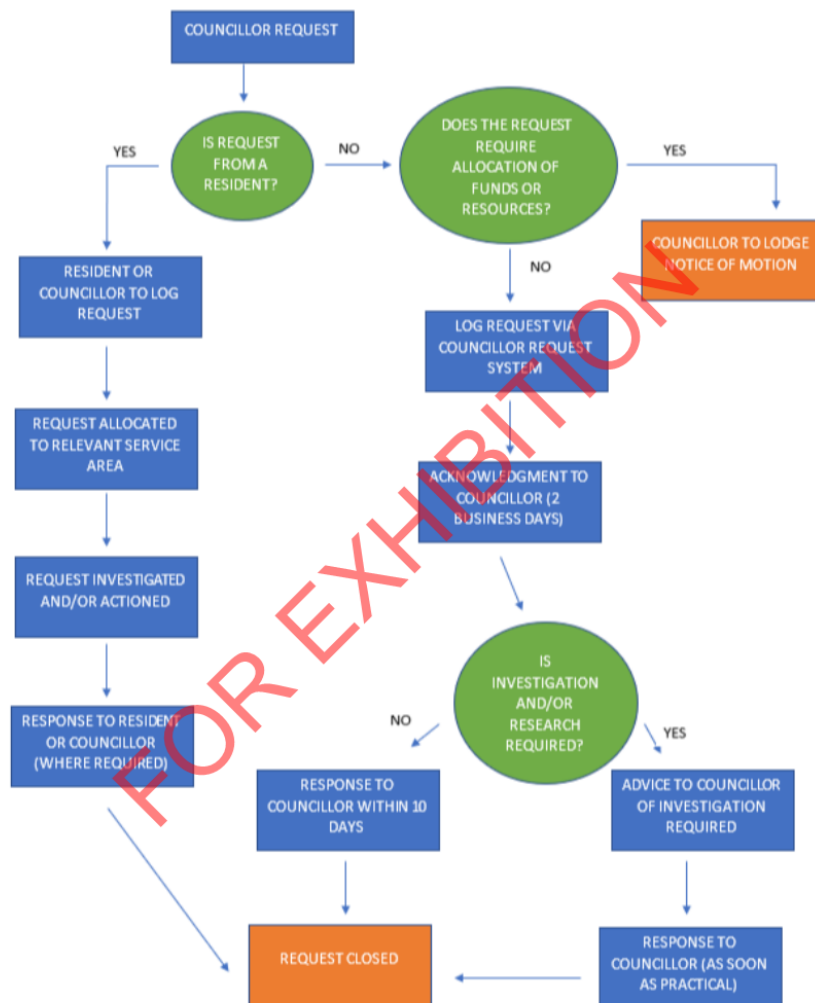 COUNCILLOR REQUEST
IS REQUEST
FROM A
RESIDENT?
YES
NO
DOES THE REQUEST
REQUIRE
ALLOCATION OF
FUNDS OR
RESOURCES?
YES
COUNCILLOR TO LODGE
NOTICE OF MOTION
NO
RESIDENT OR
COUNCILLOR TO LOG
REQUEST
LOG REQUEST VIA
COUNCILLOR REQUEST
SYSTEM
REQUEST ALLOCATED
TO RELEVANT SERVICE
AREA
ACKNOWLEDGMENT TO
COUNCILLOR (2
BUSINESS DAYS)
REQUEST INVESTIGATED
AND/OR ACTIONED
IS
INVESTIGATION
AND/OR
RESEARCH
REQUIRED?
NO
YES
RESPONSE TO RESIDENT
OR COUNCILLOR
(WHERE REQUIRED)
RESPONSE TO
COUNCILLOR WITHIN 10
DAYS
ADVICE TO COUNCILLOR
OF INVESTIGATION
REQUIRED
REQUEST CLOSED
RESPONSE TO
COUNCILLOR (AS SOON
AS PRACTICAL)
FOR EXHIBITION